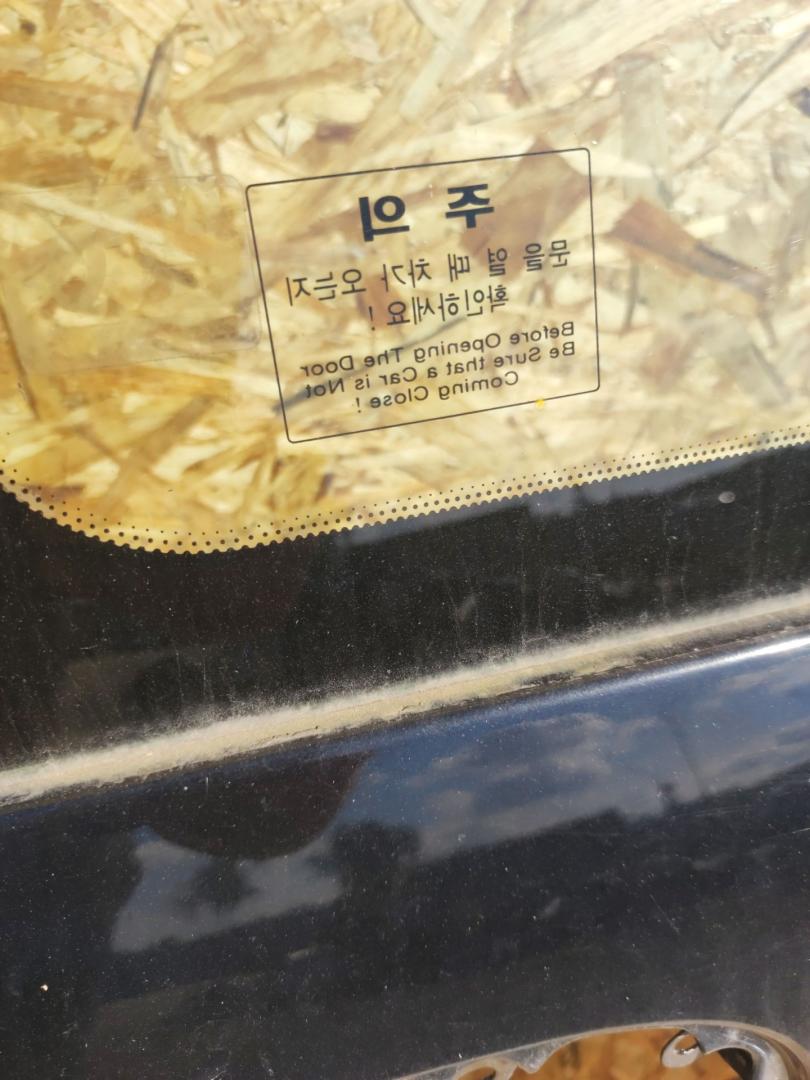 주 의
문을 열 때 차가 오는지
확인하세요 !
Before Opening The Door
Be Sure that a Car is Not
Coming Close !